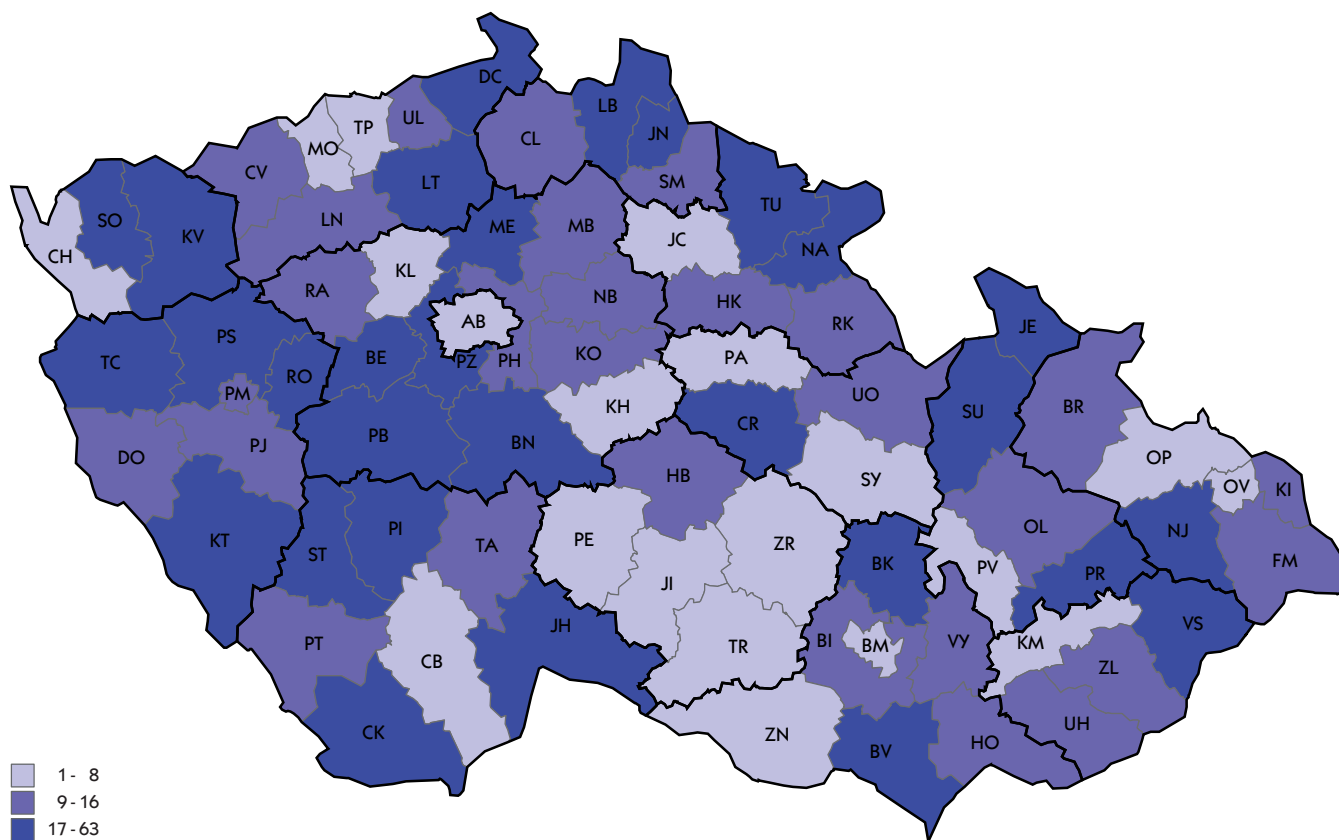 DC
LB
TP
UL
JN
MO
CL
CV
SM
LT
TU
SO
LN
ME
MB
KV
JC
NA
CH
KL
RA
NB
HK
AB
RK
PS
JE
TC
BE
PZ
PH
KO
PA
RO
PM
UO
KH
BR
SU
PB
CR
BN
PJ
DO
OP
HB
SY
OV
KI
PI
OL
NJ
KT
ST
TA
PE
ZR
BK
FM
PV
PR
JI
JH
VS
PT
TR
BI
BM
VY
KM
CB
ZL
CK
ZN
BV
HO
UH
1 - 8
9 - 16
17 - 63